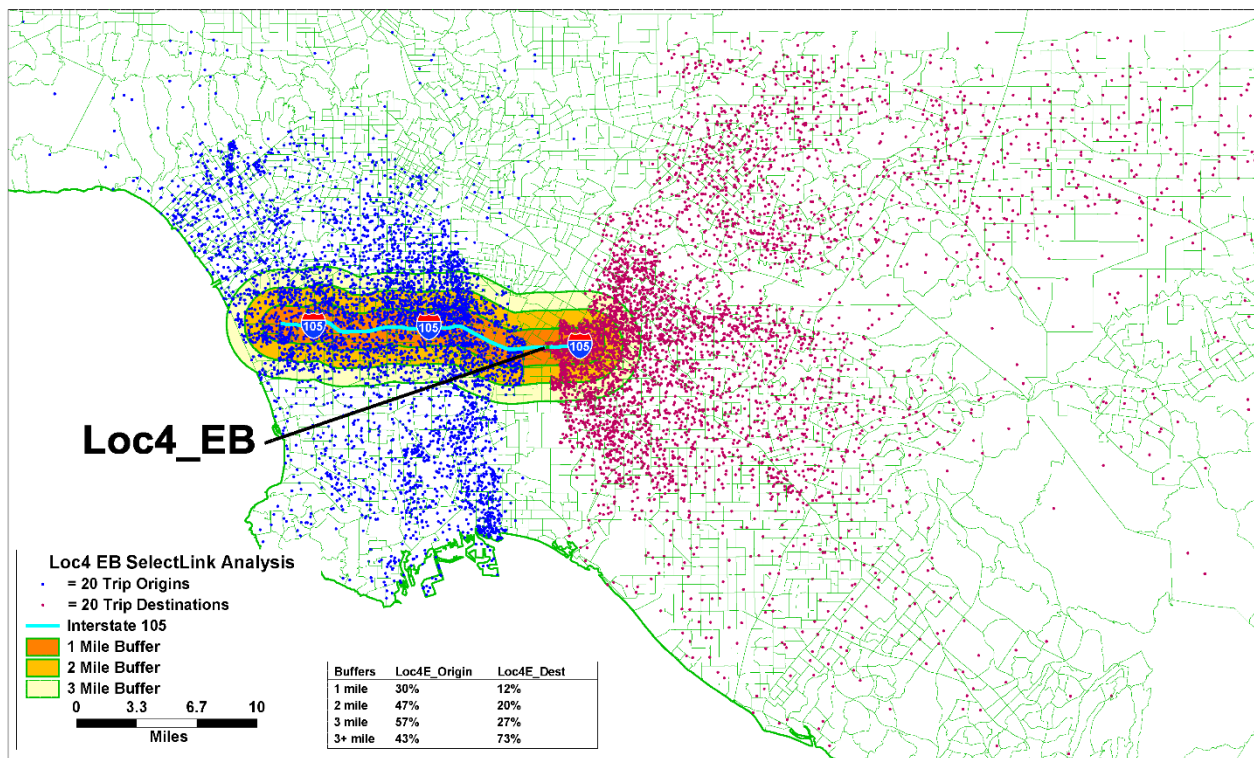 105
105
105
Loc4_EB
Loc4 EB SelectLink Analysis
= 20 Trip Origins
= 20 Trip Destinations
Interstate 105
1 Mile Buffer
2 Mile Buffer
3 Mile Buffer
0 3.3 6.7 10
Miles
Buffers Loc4E_Origin Loc4E_Dest
1 mile 30% 12%
2 mile 47% 20%
3 mile 57% 27%
3+ mile 43% 73%